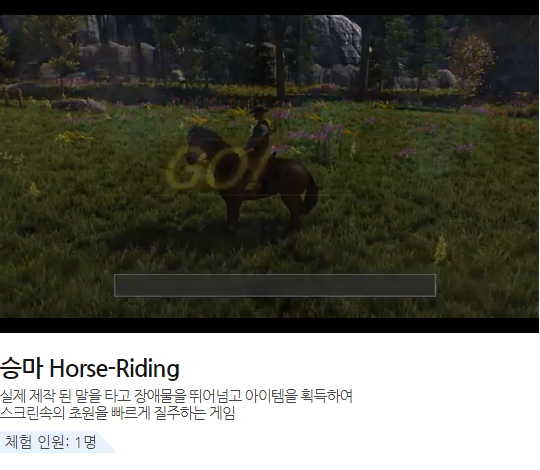 GO!
승마 Horse-Riding
실제 제작 된 말을 타고 장애물을 뛰어넘고 아이템을 획득하여
스크린속의 초원을 빠르게 질주하는 게임
체험 인원: 1명